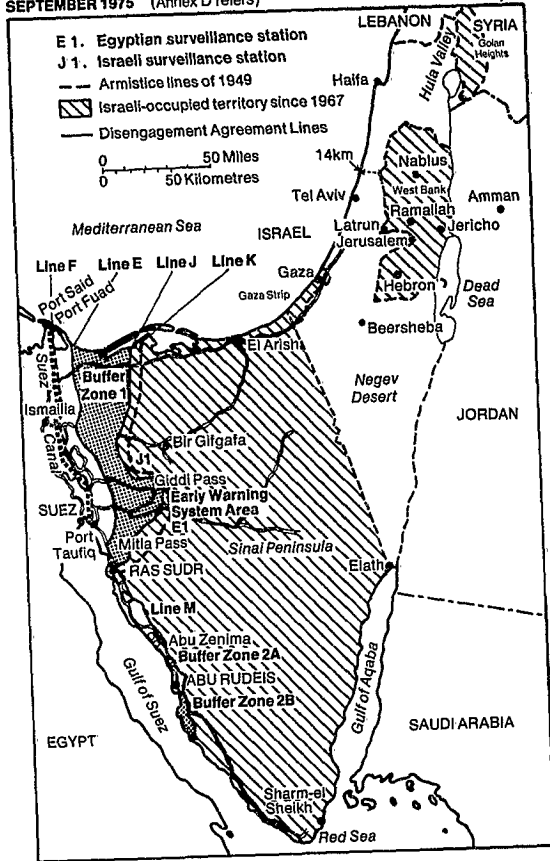 SEPTEMBER 1975 (Annex D refers)
E 1. Egyptian surveillance station
J 1. Israeli surveillance station
Armistice lines of 1949
Israeli-occupied territory since 1967
Disengagement Agreement Lines
0 50 Miles
0 50 Kilometres
LEBANON
SYRIA
Golan
Heights
Hula Valley
Haifa
14km
Nablus
West Bank
Tel Aviv
Ramallah
Amman
Latrun
Jericho
Jerusalem
Mediterranean Sea
ISRAEL
Line F
Line E
Line J
Line K
Gaza
Gaza Strip
Hebron
Dead
Sea
Port Said
Port Fuad
Beersheba
El Arish
Buffer
Zone 1
Negev
Desert
Suez
Canal
Ismailia
JORDAN
Bir Gifgafa
J1
Giddi Pass
Early Warning
System Area
E1
SUEZ
Port
Taufiq
Mitla Pass
Sinai Peninsula
RAS SUDR
Elath
Line M
Abu Zenima
Buffer Zone 2A
ABU RUDEIS
Buffer Zone 2B
Gulf of Suez
Gulf of Aqaba
EGYPT
SAUDI ARABIA
Sharm-el
Sheikh
Red Sea